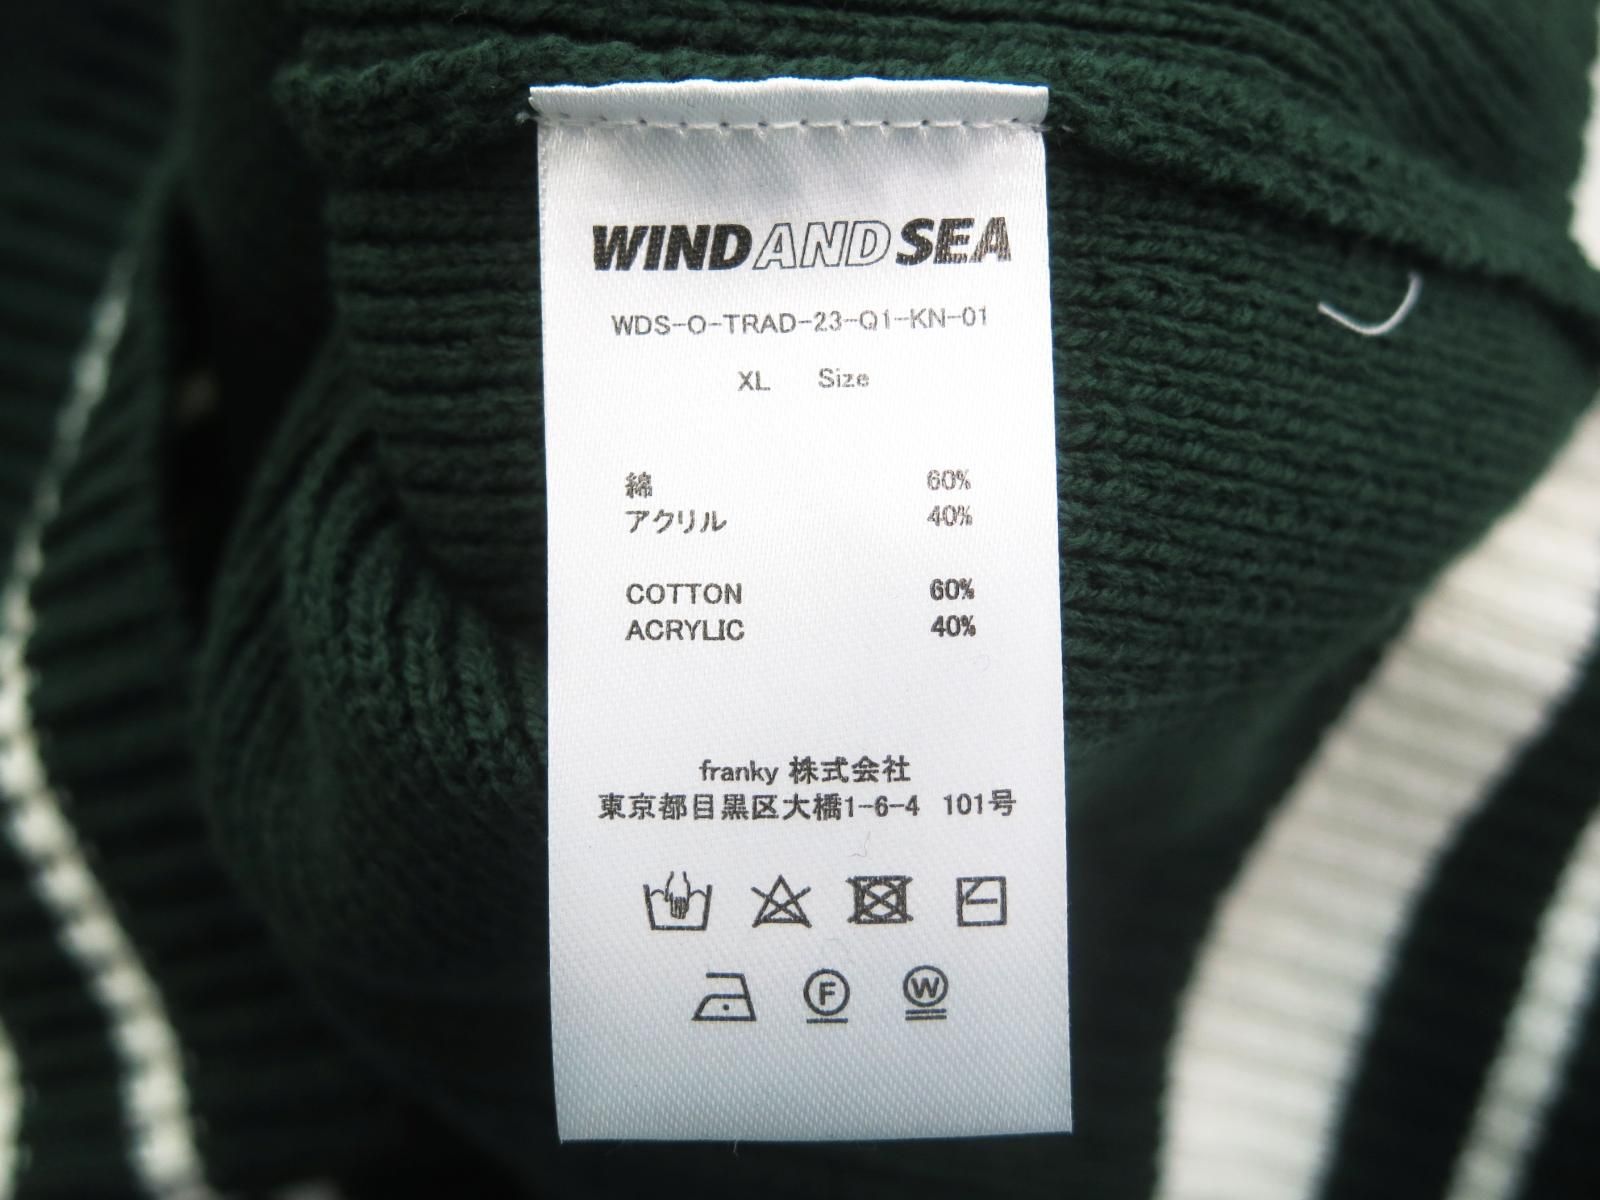 WINDANDSEA
WDS-O-TRAD-23-Q1-KN-01
XL Size
綿 60%
アクリル 40%
COTTON 60%
ACRYLIC 40%
franky 株式会社
東京都目黒区大橋1-6-4 101号
F W